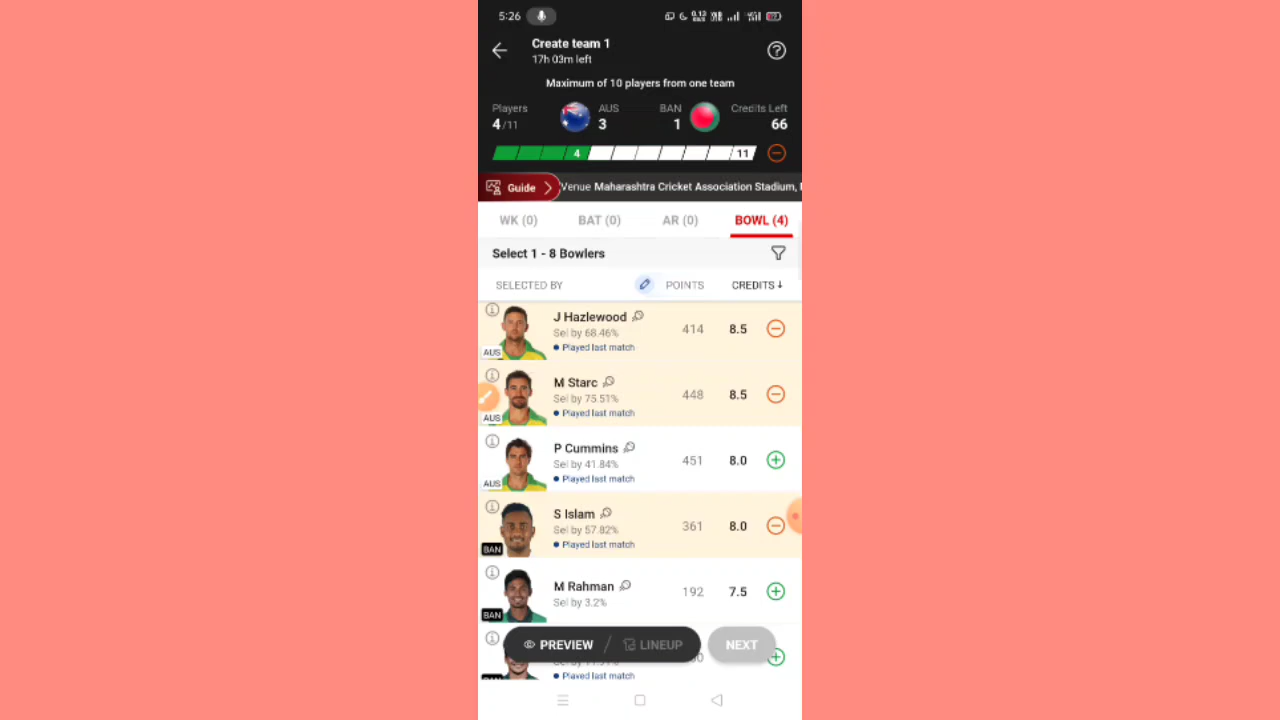 5:26
Create team 1
17h 03m left
Maximum of 10 players from one team
Players AUS BAN Credits Left
4/11 3 1 66
4 11
Guide Venue Maharashtra Cricket Association Stadium,
WK (0) BAT (0) AR (0) BOWL (4)
Select 1 - 8 Bowlers
SELECTED BY POINTS CREDITS↓
J Hazlewood
Sel by 68.46% 414 8.5
Played last match
AUS
M Starc
Sel by 75.51% 448 8.5
Played last match
AUS
P Cummins
Sel by 41.84% 451 8.0
Played last match
AUS
S Islam
Sel by 57.82% 361 8.0
Played last match
BAN
M Rahman
Sel by 3.2% 192 7.5
BAN
PREVIEW / LINEUP NEXT
Played last match